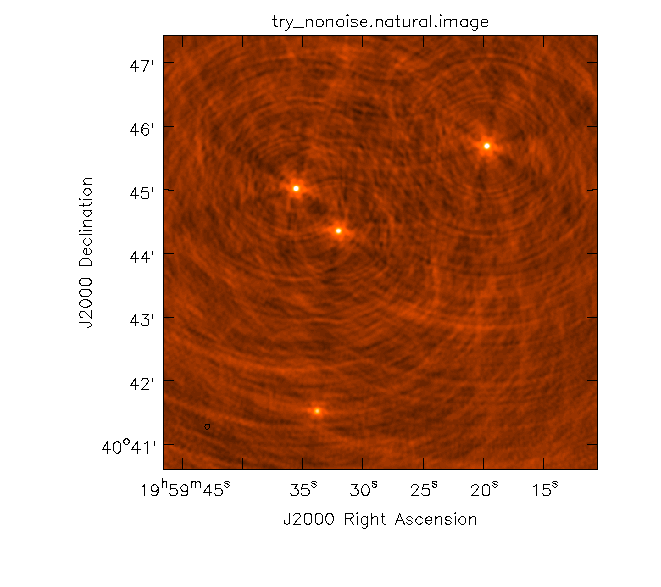 try_nonoise.natural.image
47'
46'
45'
44'
43'
42'
40°41'
J2000 Declination
19h59m45s
35s
30s
25s
20s
15s
J2000 Right Ascension